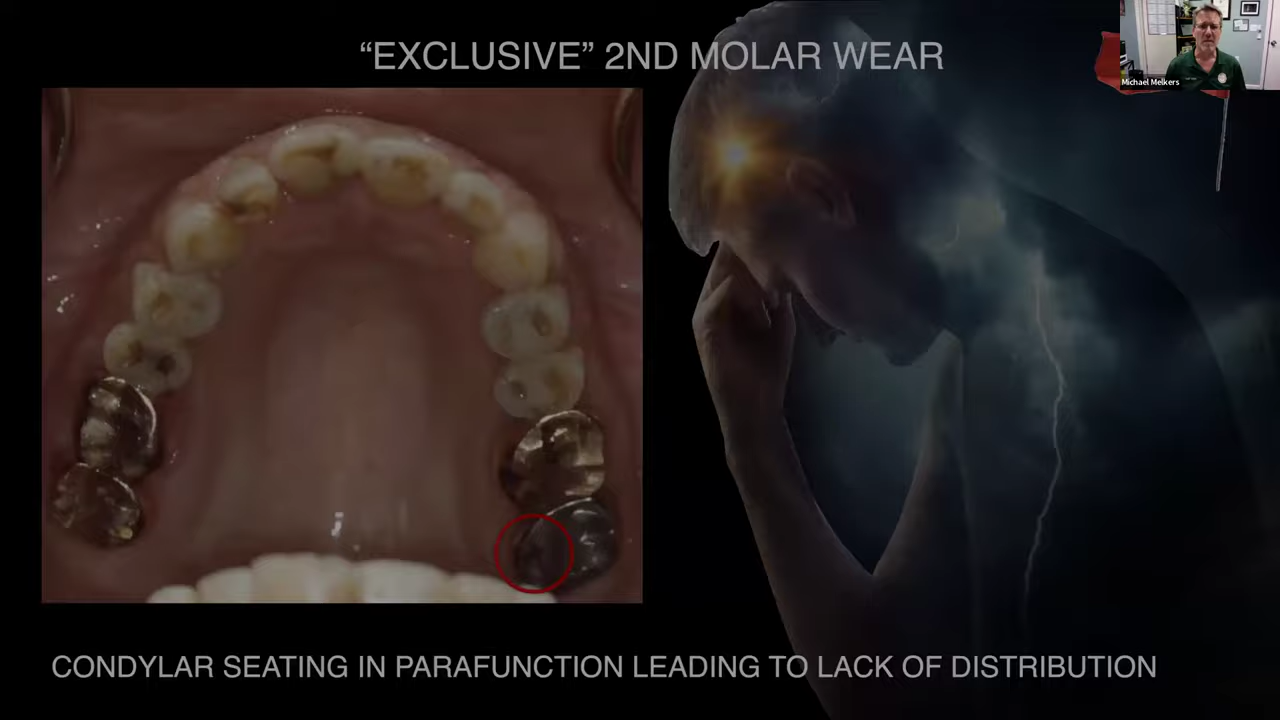 “EXCLUSIVE” 2ND MOLAR WEAR
Michael Melkers
CONDYLAR SEATING IN PARAFUNCTION LEADING TO LACK OF DISTRIBUTION